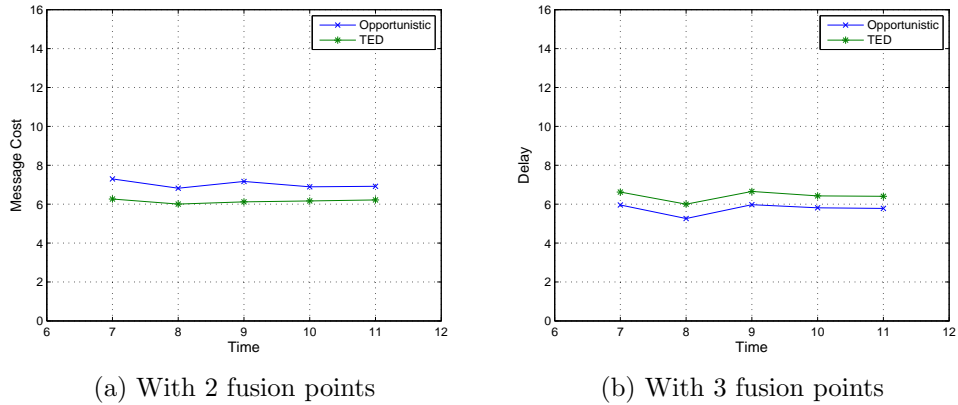 16
14
12
10
8
6
4
2
0
6 7 8 9 10 11 12
Message Cost
Time
Opportunistic
TED
(a) With 2 fusion points
16
14
12
10
8
6
4
2
0
6 7 8 9 10 11 12
Delay
Time
Opportunistic
TED
(b) With 3 fusion points